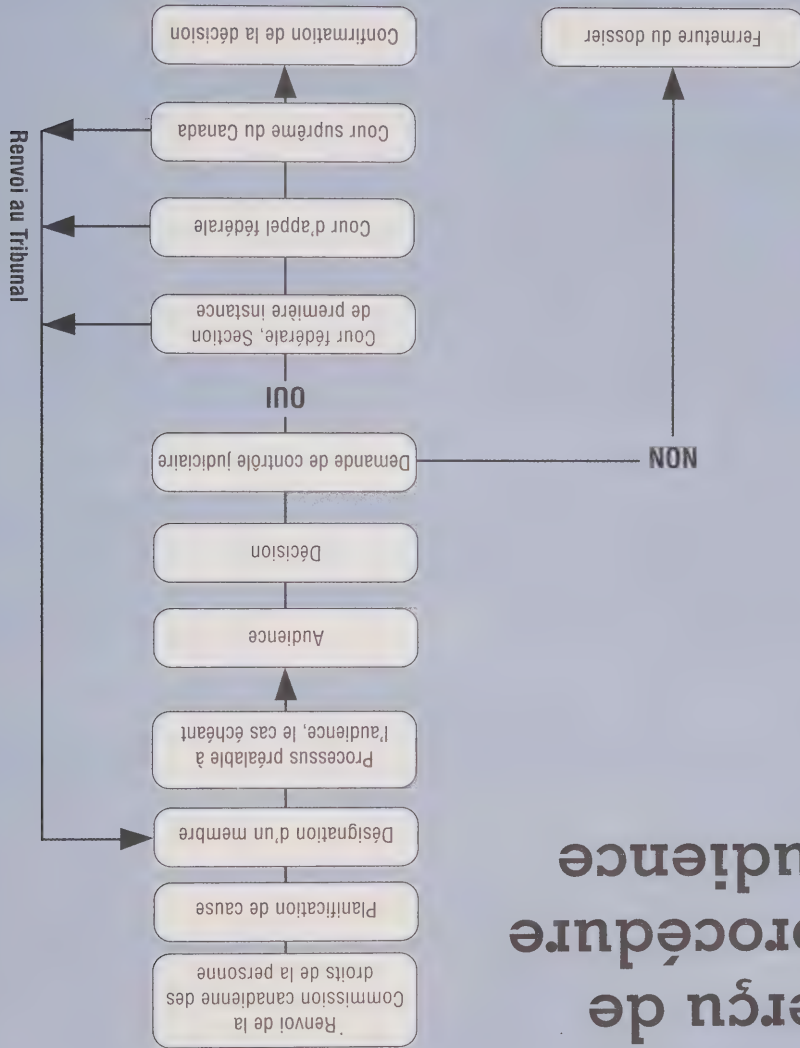 erçu de
procédure
udience
Renvoi de la
Commission canadienne des
droits de la personne
Planification de cause
Désignation d'un membre
Processus préalable à
l'audience, le cas échéant
Audience
Décision
Demande de contrôle judiciaire
NON
OUI
Cour fédérale, Section
de première instance
Cour d'appel fédérale
Cour suprême du Canada
Renvoi au Tribunal
Fermeture du dossier
Confirmation de la décision